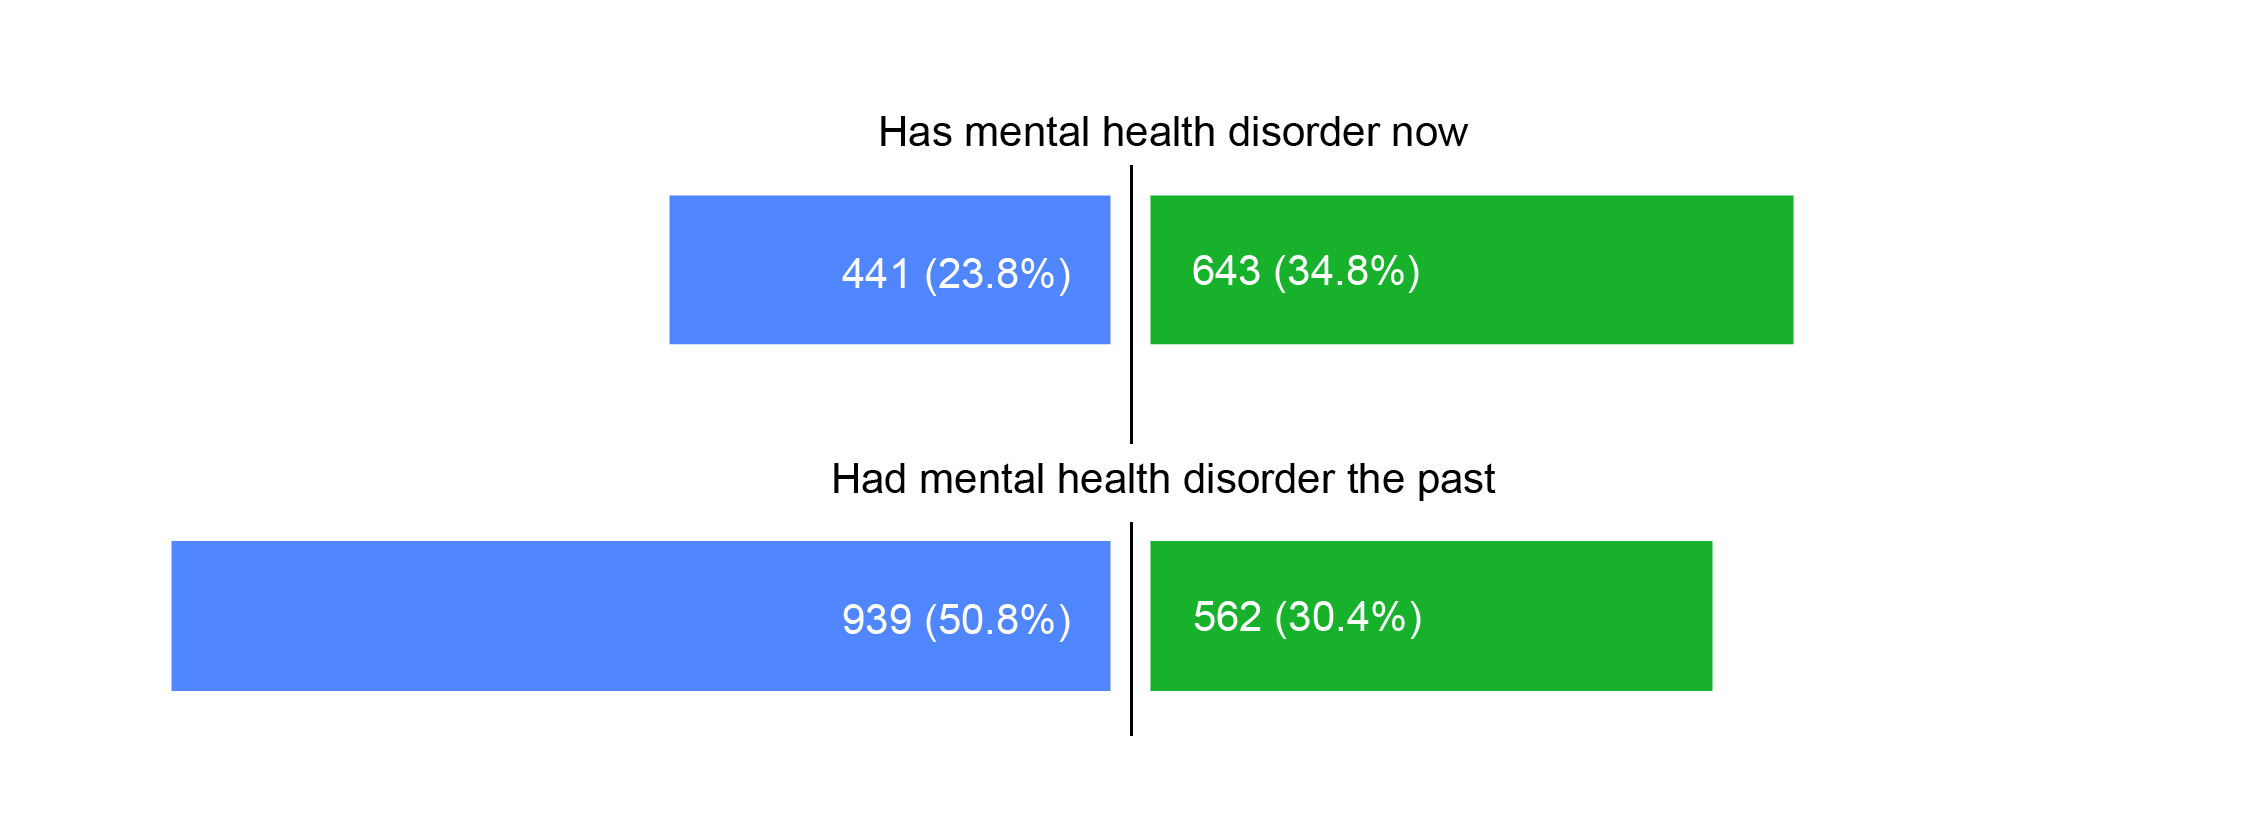 Has mental health disorder now
441 (23.8%)
643 (34.8%)
Had mental health disorder the past
939 (50.8%)
562 (30.4%)